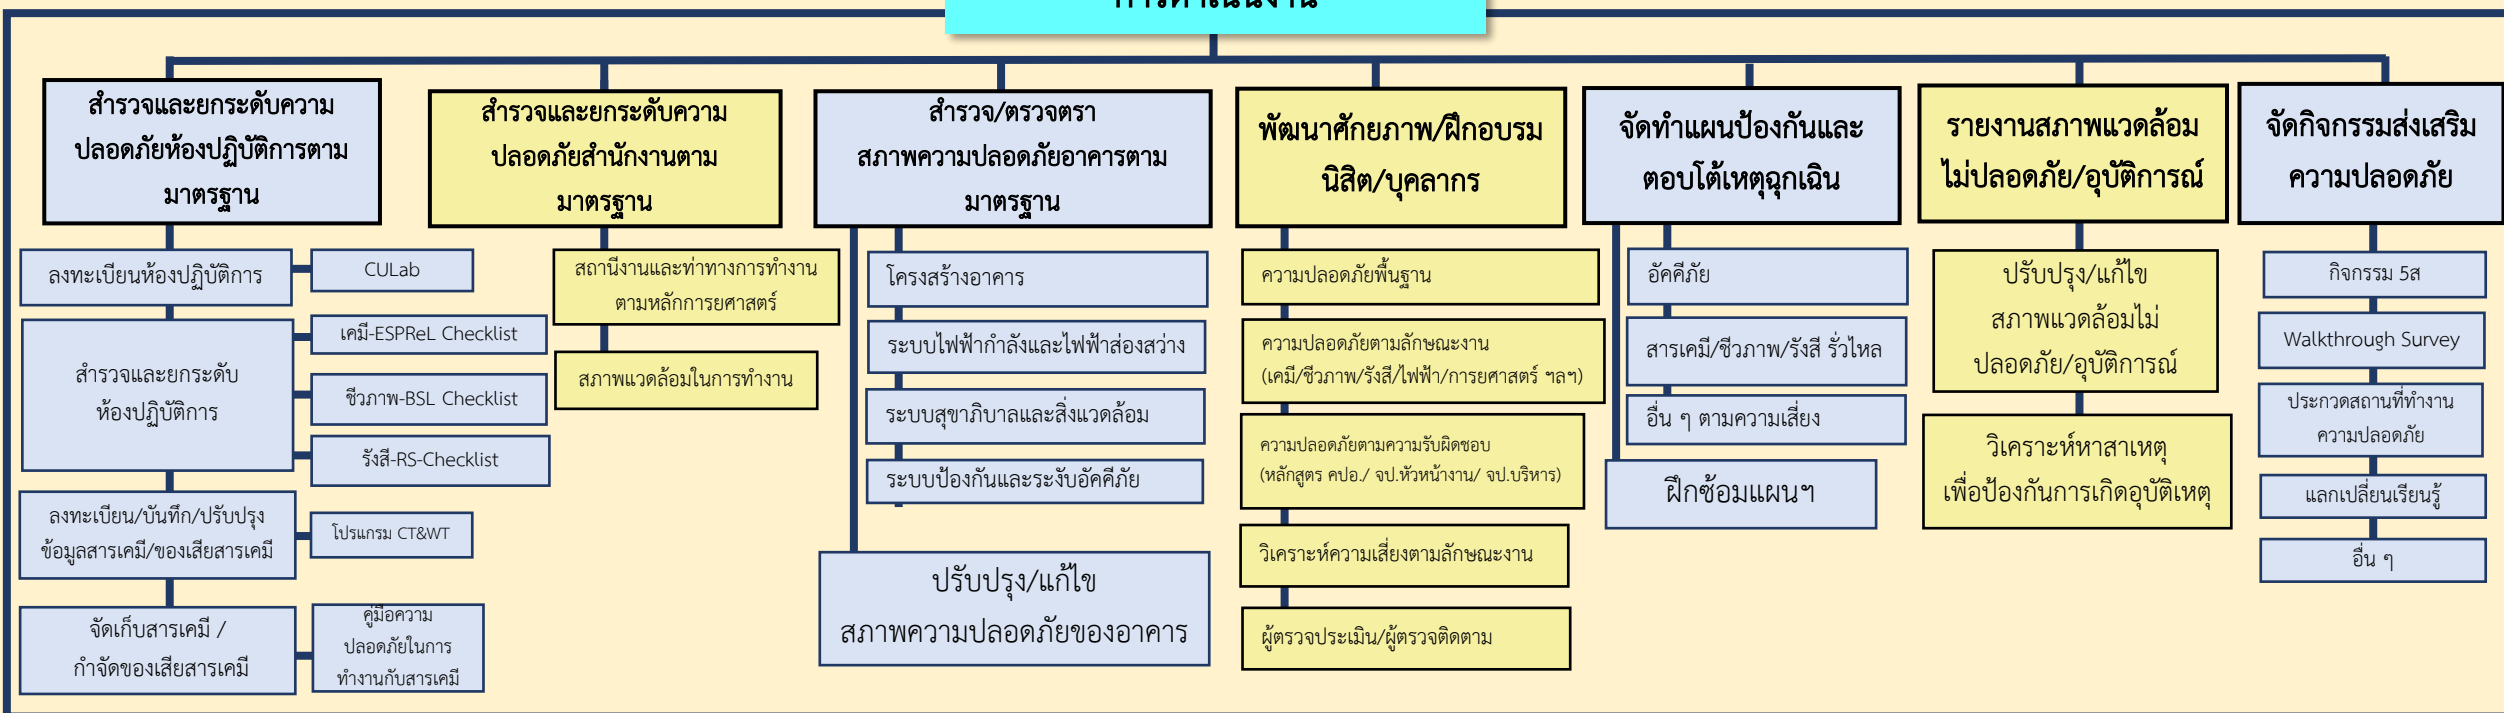 การดำเนินงาน
สำรวจและยกระดับความ
ปลอดภัยห้องปฏิบัติการตาม
มาตรฐาน
ลงทะเบียนห้องปฏิบัติการ
CULab
สำรวจและยกระดับ
ห้องปฏิบัติการ
เคมี-ESPReL Checklist
ชีวภาพ-BSL Checklist
รังสี-RS-Checklist
ลงทะเบียน/บันทึก/ปรับปรุง
ข้อมูลสารเคมี/ของเสียสารเคมี
โปรแกรม CT&WT
จัดเก็บสารเคมี /
กำจัดของเสียสารเคมี
คู่มือความ
ปลอดภัยในการ
ทำงานกับสารเคมี
สำรวจและยกระดับความ
ปลอดภัยสำนักงานตาม
มาตรฐาน
สถานีงานและท่าทางการทำงาน
ตามหลักการยศาสตร์
สภาพแวดล้อมในการทำงาน
สำรวจ/ตรวจตรา
สภาพความปลอดภัยอาคารตาม
มาตรฐาน
โครงสร้างอาคาร
ระบบไฟฟ้ากำลังและไฟฟ้าส่องสว่าง
ระบบสุขาภิบาลและสิ่งแวดล้อม
ระบบป้องกันและระงับอัคคีภัย
ปรับปรุง/แก้ไข
สภาพความปลอดภัยของอาคาร
พัฒนาศักยภาพ/ฝึกอบรม
นิสิต/บุคลากร
ความปลอดภัยพื้นฐาน
ความปลอดภัยตามลักษณะงาน
(เคมี/ชีวภาพ/รังสี/ไฟฟ้า/การยศาสตร์ ฯลฯ)
ความปลอดภัยตามความรับผิดชอบ
(หลักสูตร คปอ./ จป.หัวหน้างาน/ จป.บริหาร)
วิเคราะห์ความเสี่ยงตามลักษณะงาน
ผู้ตรวจประเมิน/ผู้ตรวจติดตาม
จัดทำแผนป้องกันและ
ตอบโต้เหตุฉุกเฉิน
อัคคีภัย
สารเคมี/ชีวภาพ/รังสี รั่วไหล
อื่น ๆ ตามความเสี่ยง
ฝึกซ้อมแผนฯ
รายงานสภาพแวดล้อม
ไม่ปลอดภัย/อุบัติการณ์
ปรับปรุง/แก้ไข
สภาพแวดล้อมไม่
ปลอดภัย/อุบัติการณ์
วิเคราะห์หาสาเหตุ
เพื่อป้องกันการเกิดอุบัติเหตุ
จัดกิจกรรมส่งเสริม
ความปลอดภัย
กิจกรรม 5ส
Walkthrough Survey
ประกวดสถานที่ทำงาน
ความปลอดภัย
แลกเปลี่ยนเรียนรู้
อื่น ๆ